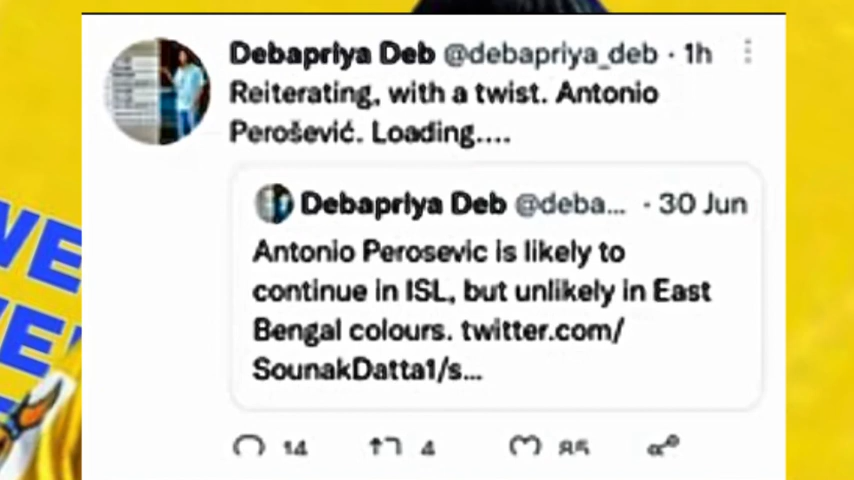 Debapriya Deb @debapriya_deb · 1h
Reiterating, with a twist. Antonio
Perošević. Loading....
Debapriya Deb @deba... · 30 Jun
Antonio Perosevic is likely to
continue in ISL, but unlikely in East
Bengal colours. twitter.com/
SounakDatta1/s...
14 4 85